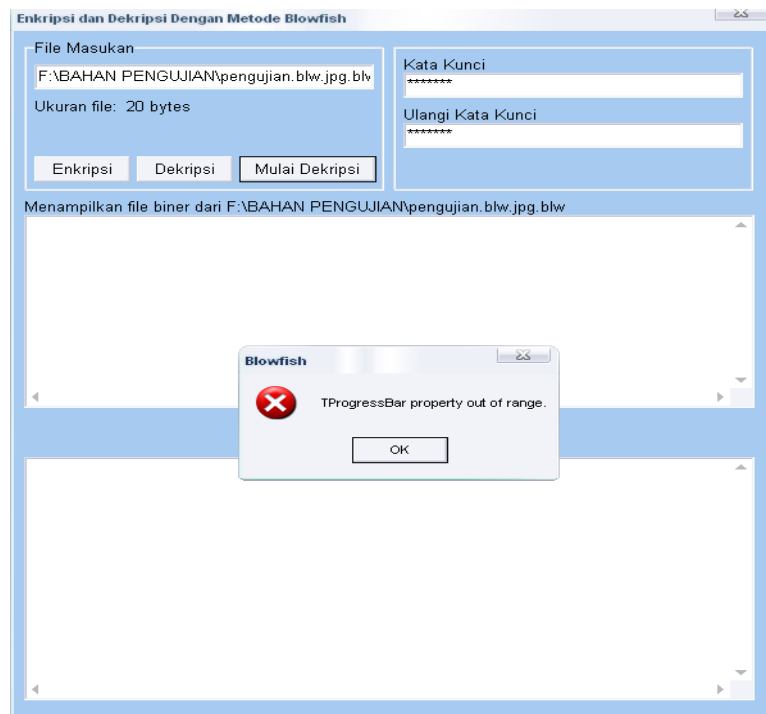 Enkripsi dan Dekripsi Dengan Metode Blowfish
File Masukan
F:\BAHAN PENGUJIAN\pengujian.blw.jpg.blw
Ukuran file: 20 bytes
Enkripsi Dekripsi Mulai Dekripsi
Kata Kunci
*******
Ulangi Kata Kunci
*******
Menampilkan file biner dari F:\BAHAN PENGUJIAN\pengujian.blw.jpg.blw
Blowfish
TProgressBar property out of range.
OK